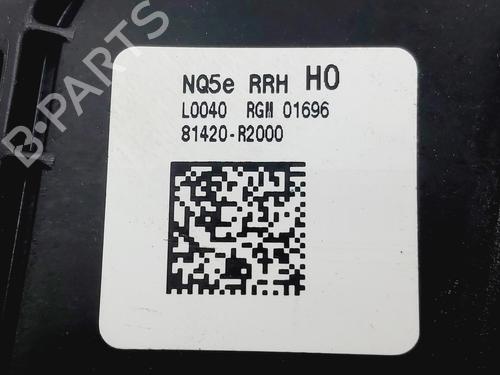 B-PARTS
NQ5e RRH H0
L0040 RGM 01696
81420-R2000